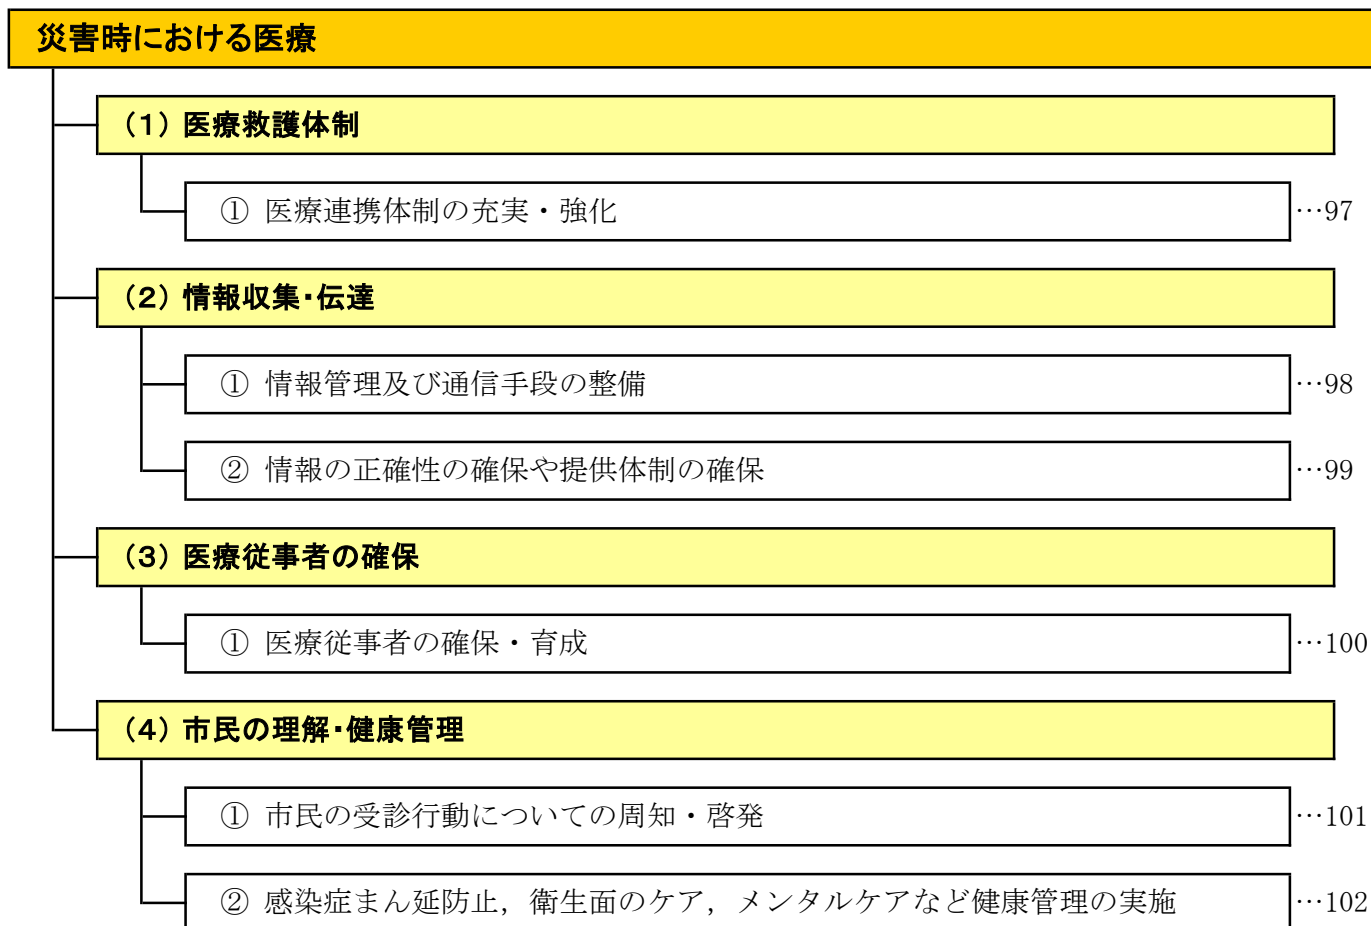 災害時における医療
（1）医療救護体制
① 医療連携体制の充実・強化 …97
（2）情報収集・伝達
① 情報管理及び通信手段の整備 …98
② 情報の正確性の確保や提供体制の確保 …99
（3）医療従事者の確保
① 医療従事者の確保・育成 …100
（4）市民の理解・健康管理
① 市民の受診行動についての周知・啓発 …101
② 感染症まん延防止，衛生面のケア，メンタルケアなど健康管理の実施 …102